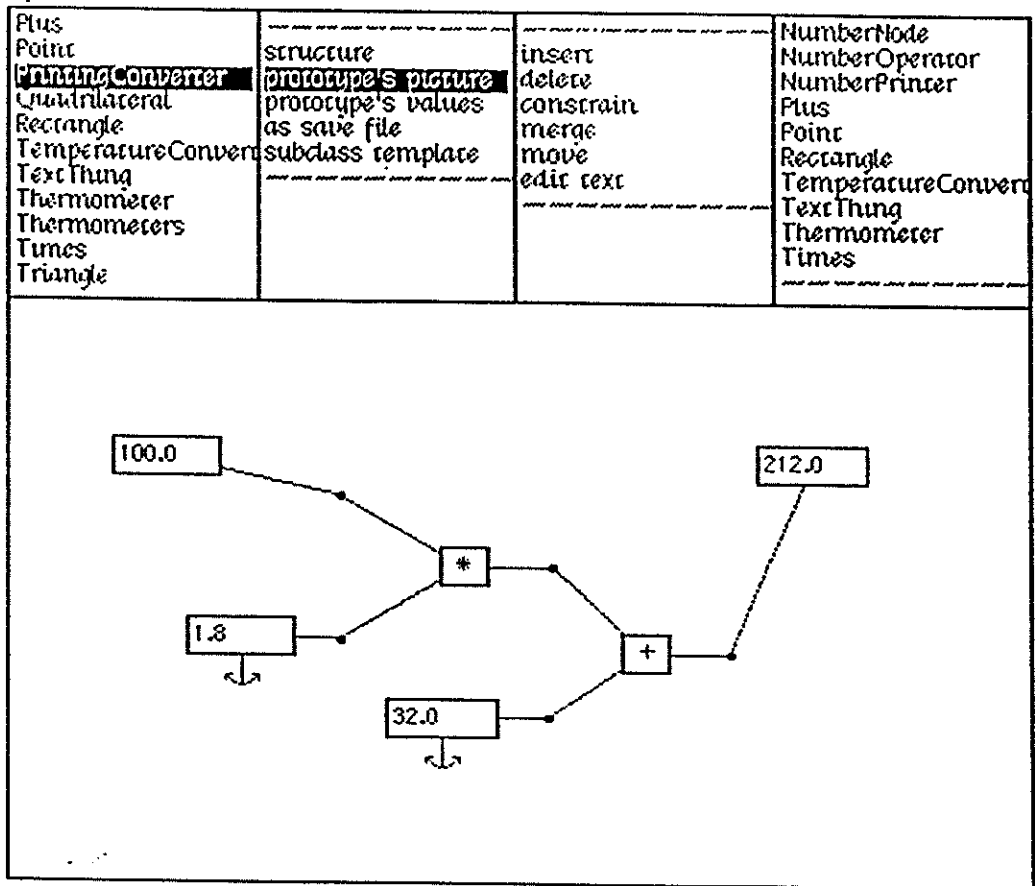 Plus
Point
PrintingConverter
Quadrilateral
Rectangle
TemperatureConvert
TextThing
Thermometer
Thermometers
Times
Triangle
structure
prototype's picture
prototype's values
as save file
subclass template
insert
delete
constrain
merge
move
edit text
NumberNode
NumberOperator
NumberPrinter
Plus
Point
Rectangle
TemperatureConvert
TextThing
Thermometer
Times
100.0
212.0
*
1.8
+
32.0